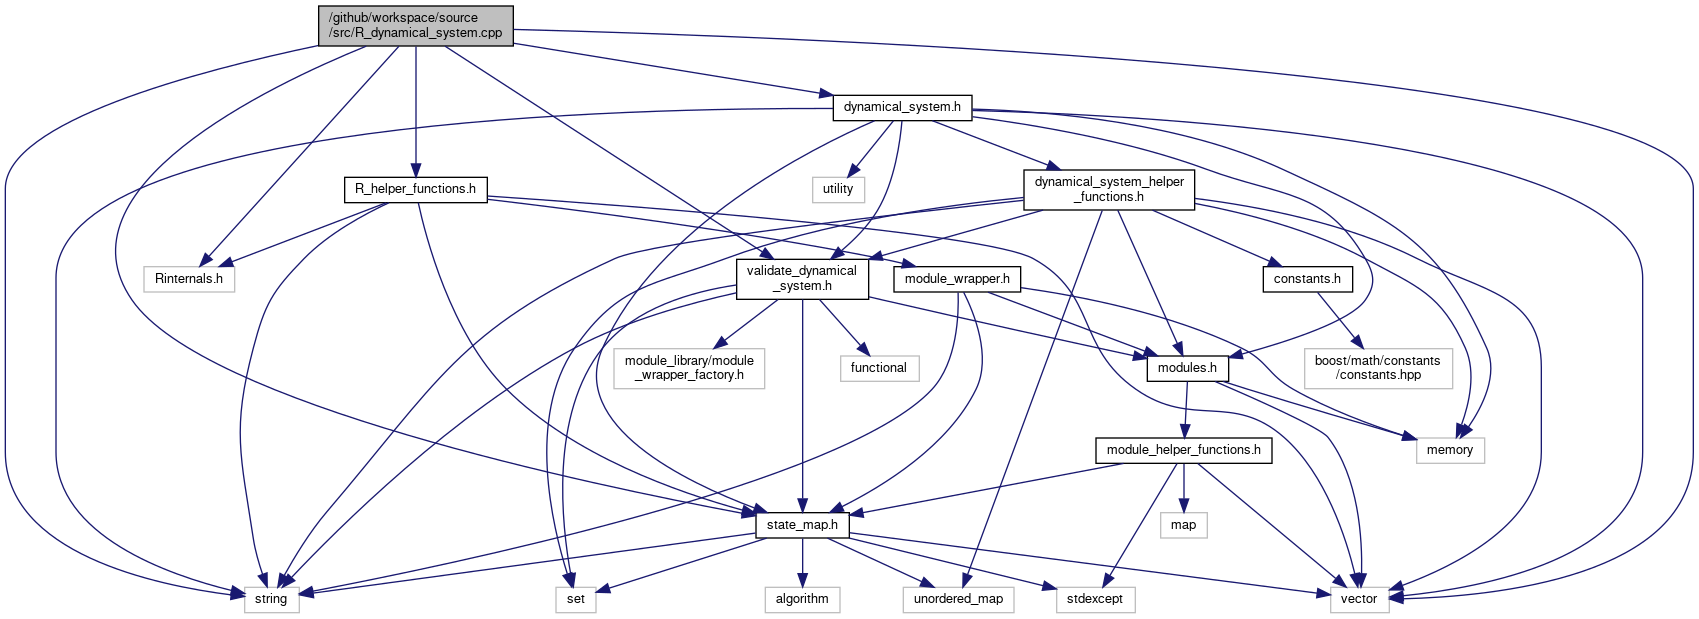 /github/workspace/source
/src/R_dynamical_system.cpp
dynamical_system.h
R_helper_functions.h
utility
dynamical_system_helper
_functions.h
Rinternals.h
validate_dynamical
_system.h
module_wrapper.h
constants.h
module_library/module
_wrapper_factory.h
functional
modules.h
boost/math/constants
/constants.hpp
module_helper_functions.h
memory
state_map.h
map
string
set
algorithm
unordered_map
stdexcept
vector